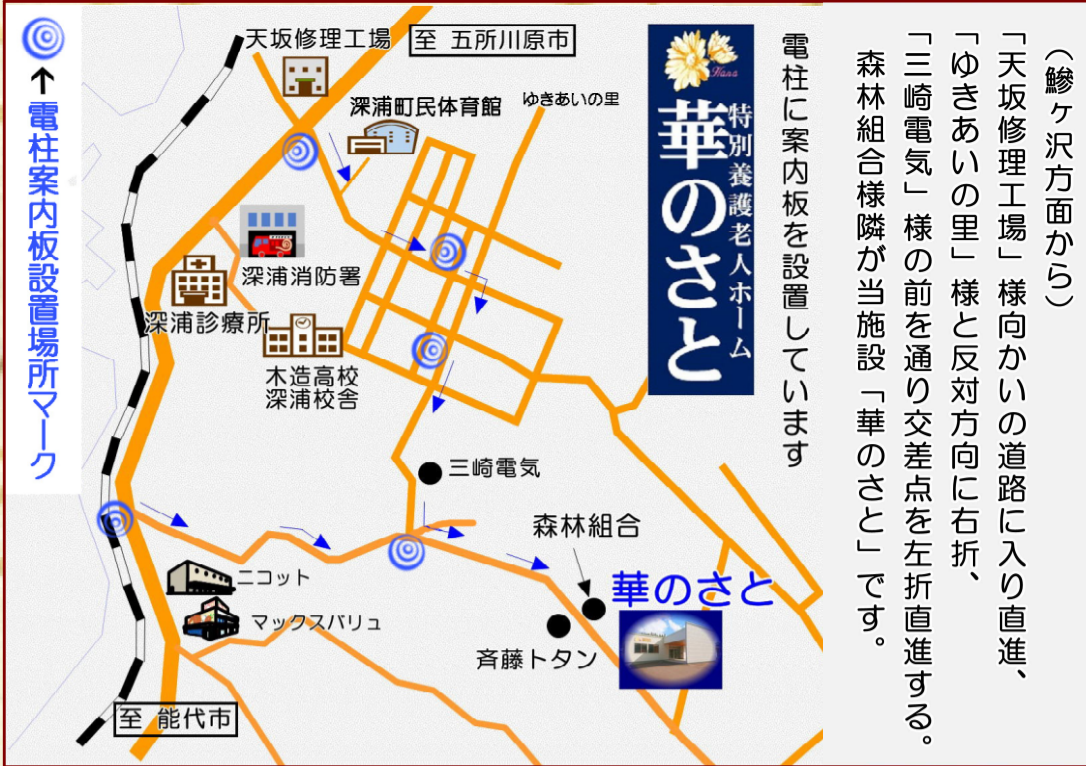 (鰺ヶ沢方面から)
「天坂修理工場」様向かいの道路に入り直進、
「ゆきあいの里」様と反対方向に右折、
「三崎電気」様の前を通り交差点を左折直進する。
森林組合様隣が当施設「華のさと」です。
電柱に案内板を設置しています
特別養護老人ホーム
華のさと
Hana
↑電柱案内板設置場所マーク
天坂修理工場
至 五所川原市
深浦町民体育館
ゆきあいの里
深浦消防署
深浦診療所
木造高校
深浦校舎
三崎電気
森林組合
華のさと
ニコット
マックスバリュ
斉藤トタン
至 能代市